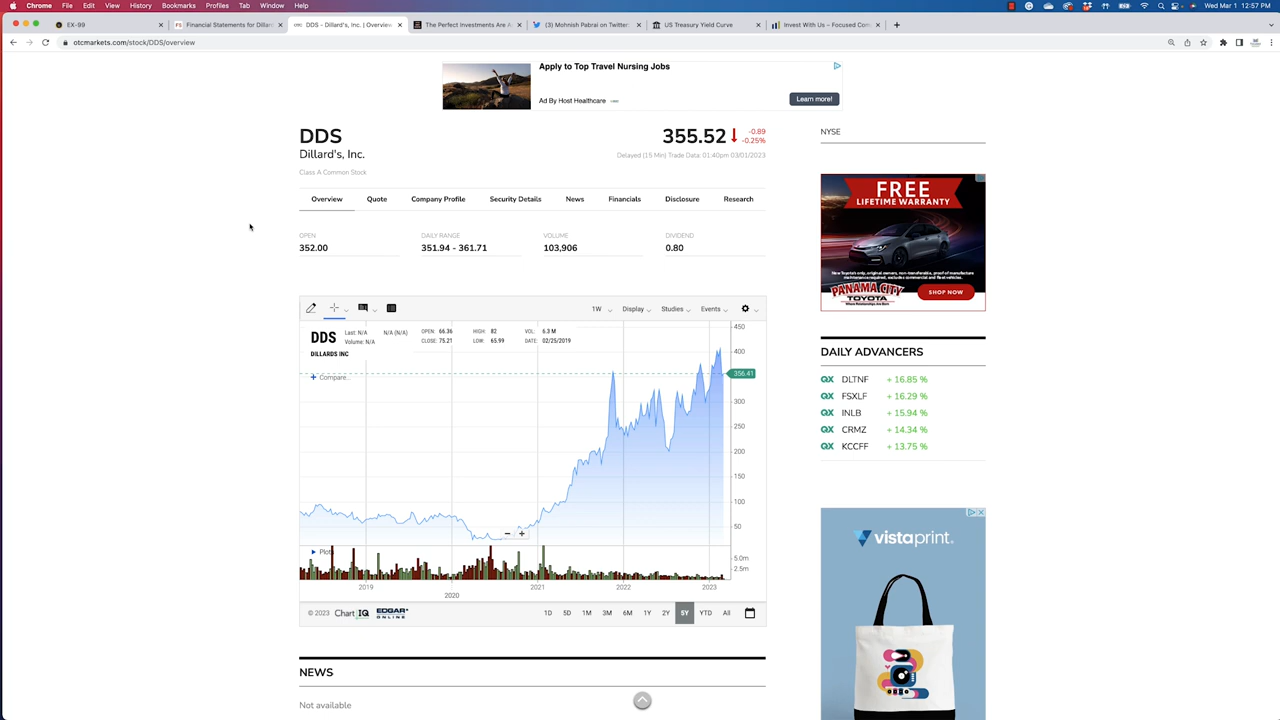 Chrome File Edit View History Bookmarks Profiles Tab Window Help
Wed Mar 1 12:57 PM
EX-99
Financial Statements for Dillard
DDS - Dillard's, Inc. | Overview
The Perfect Investments Are A
(3) Mohnish Pabrai on Twitter
US Treasury Yield Curve
Invest With Us – Focused Com
otcmarkets.com/stock/DDS/overview
Apply to Top Travel Nursing Jobs
Ad By Host Healthcare
Learn more!
DDS
355.52
-0.89
-0.25%
NYSE
Dillard's, Inc.
Delayed (15 Min) Trade Data: 01:40pm 03/01/2023
Class A Common Stock
Overview Quote Company Profile Security Details News Financials Disclosure Research
OPEN DAILY RANGE VOLUME DIVIDEND
352.00 351.94 - 361.71 103,906 0.80
FREE
LIFETIME WARRANTY
PANAMA CITY
TOYOTA
SHOP NOW
1W Display Studies Events
DDS
Last: N/A N/A (N/A)
Volume: N/A
OPEN: 66.36 HIGH: 82 VOL: 6.3 M
CLOSE: 75.21 LOW: 65.99 DATE: 02/25/2019
DILLARDS INC
Compare...
450
400
356.41
300
250
200
150
100
50
Plots
5.0m
2.5m
2019 2020 2021 2022 2023
© 2023 ChartIQ EDGAR ONLINE
1D 5D 1M 3M 6M 1Y 2Y 5Y YTD All
DAILY ADVANCERS
QX DLTNF + 16.85 %
QX FSXLF + 16.29 %
QX INLB + 15.94 %
QX CRMZ + 14.34 %
QX KCCFF + 13.75 %
vistaprint.
NEWS
Not available